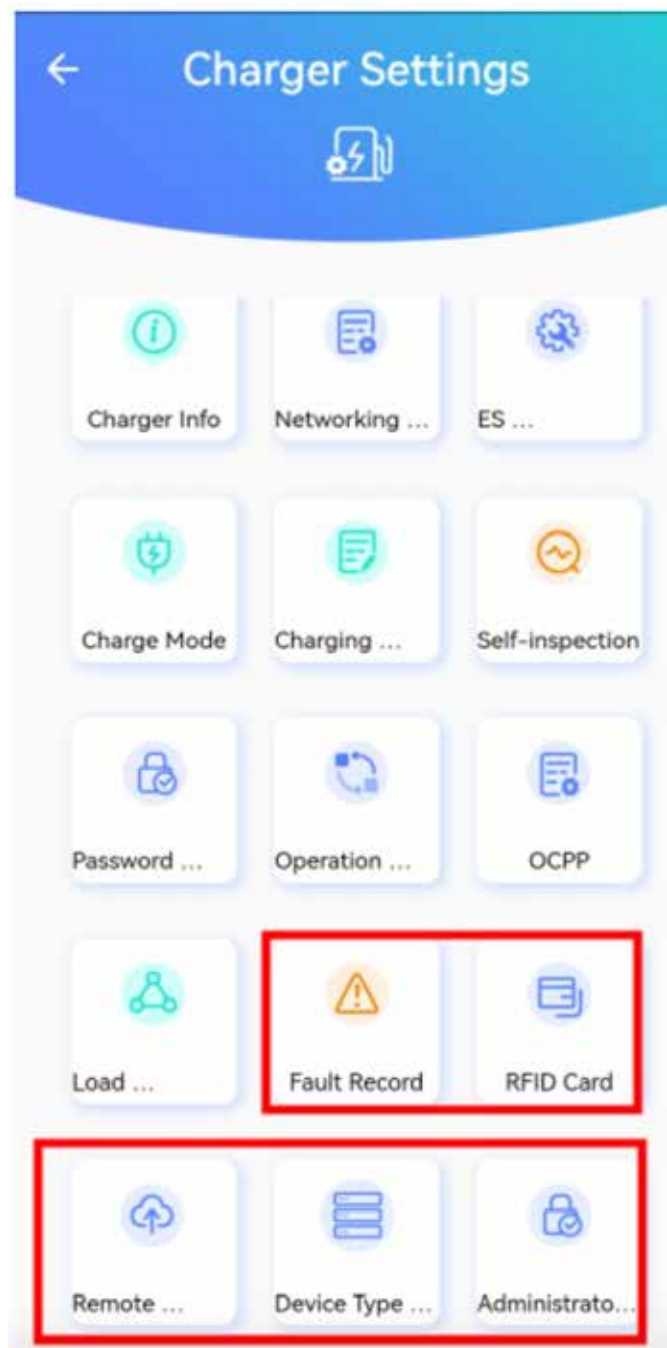 Charger Settings
Charger Info
Networking ...
ES ...
Charge Mode
Charging ...
Self-inspection
Password ...
Operation ...
OCPP
Load ...
Fault Record
RFID Card
Remote ...
Device Type ...
Administrato...